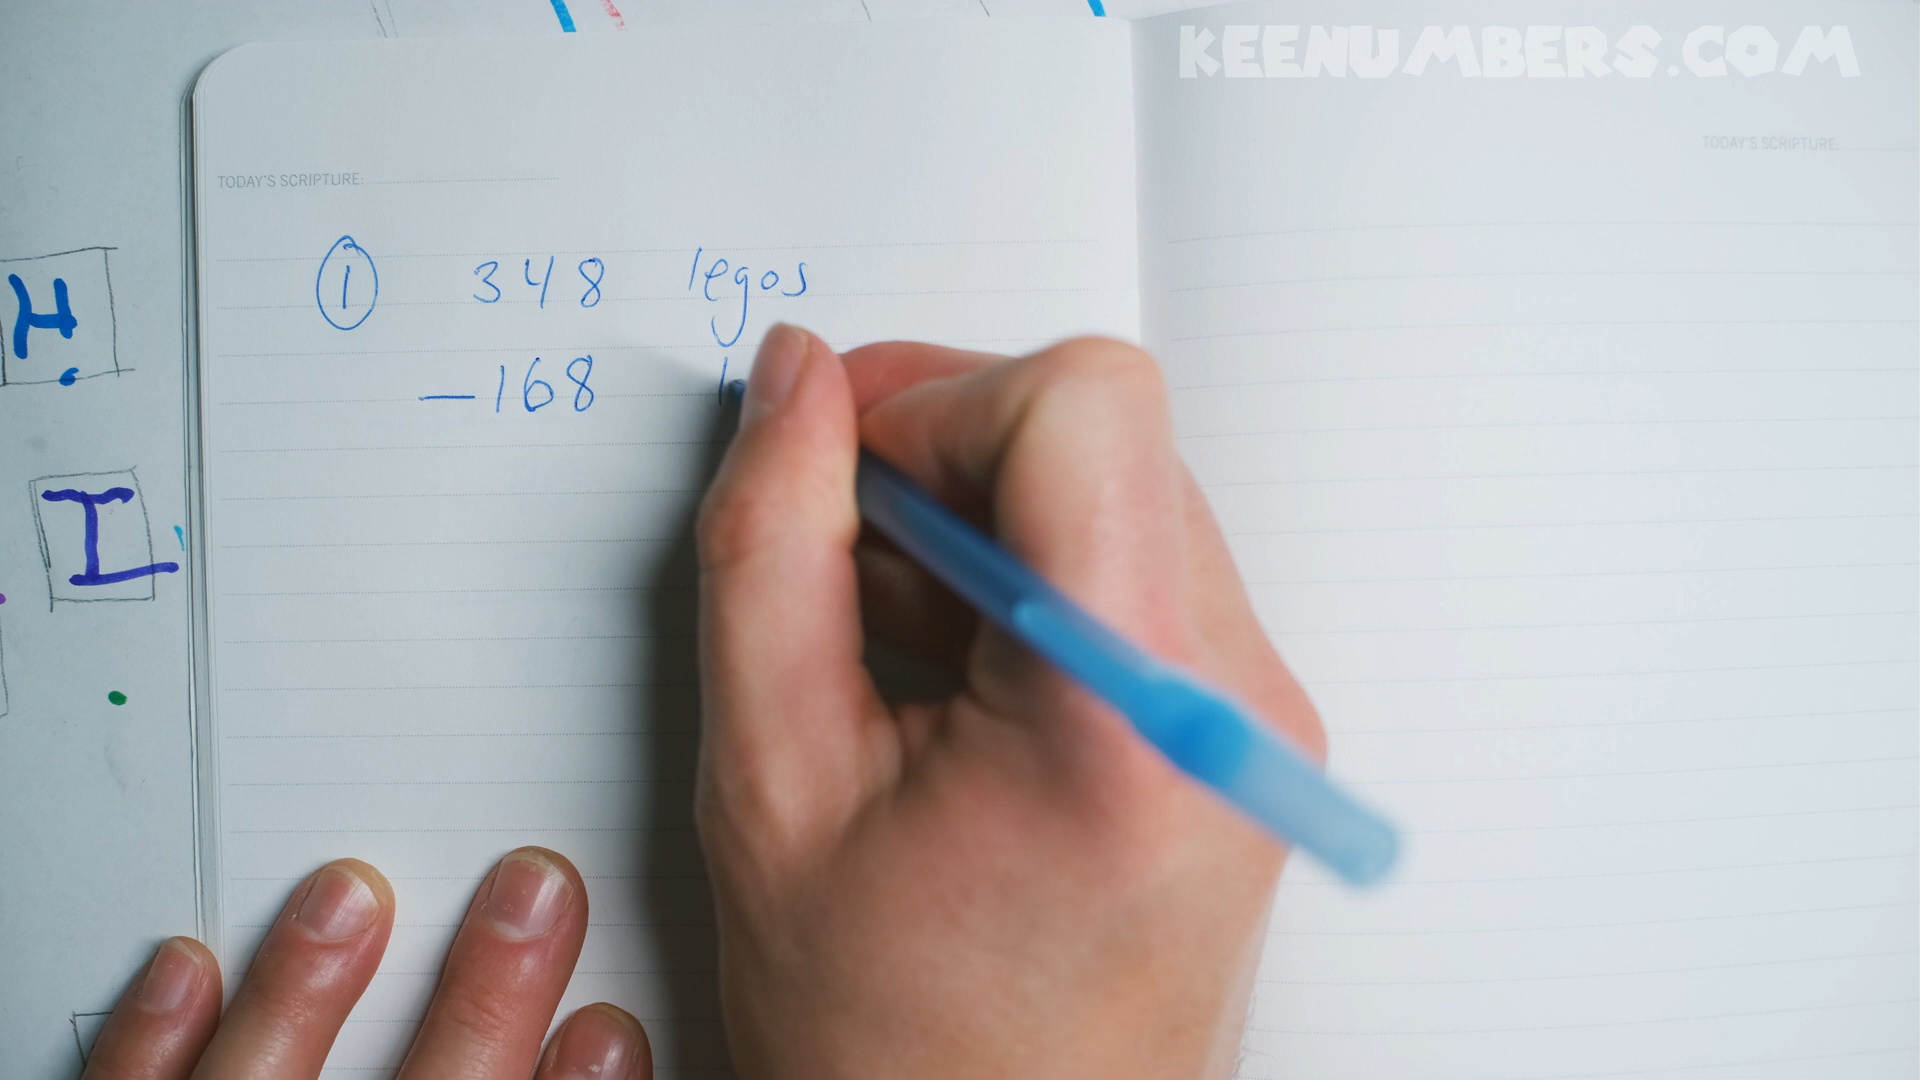 KEENUMBERS.COM
TODAY'S SCRIPTURE:
TODAY'S SCRIPTURE:
1 348 legos
-168
I